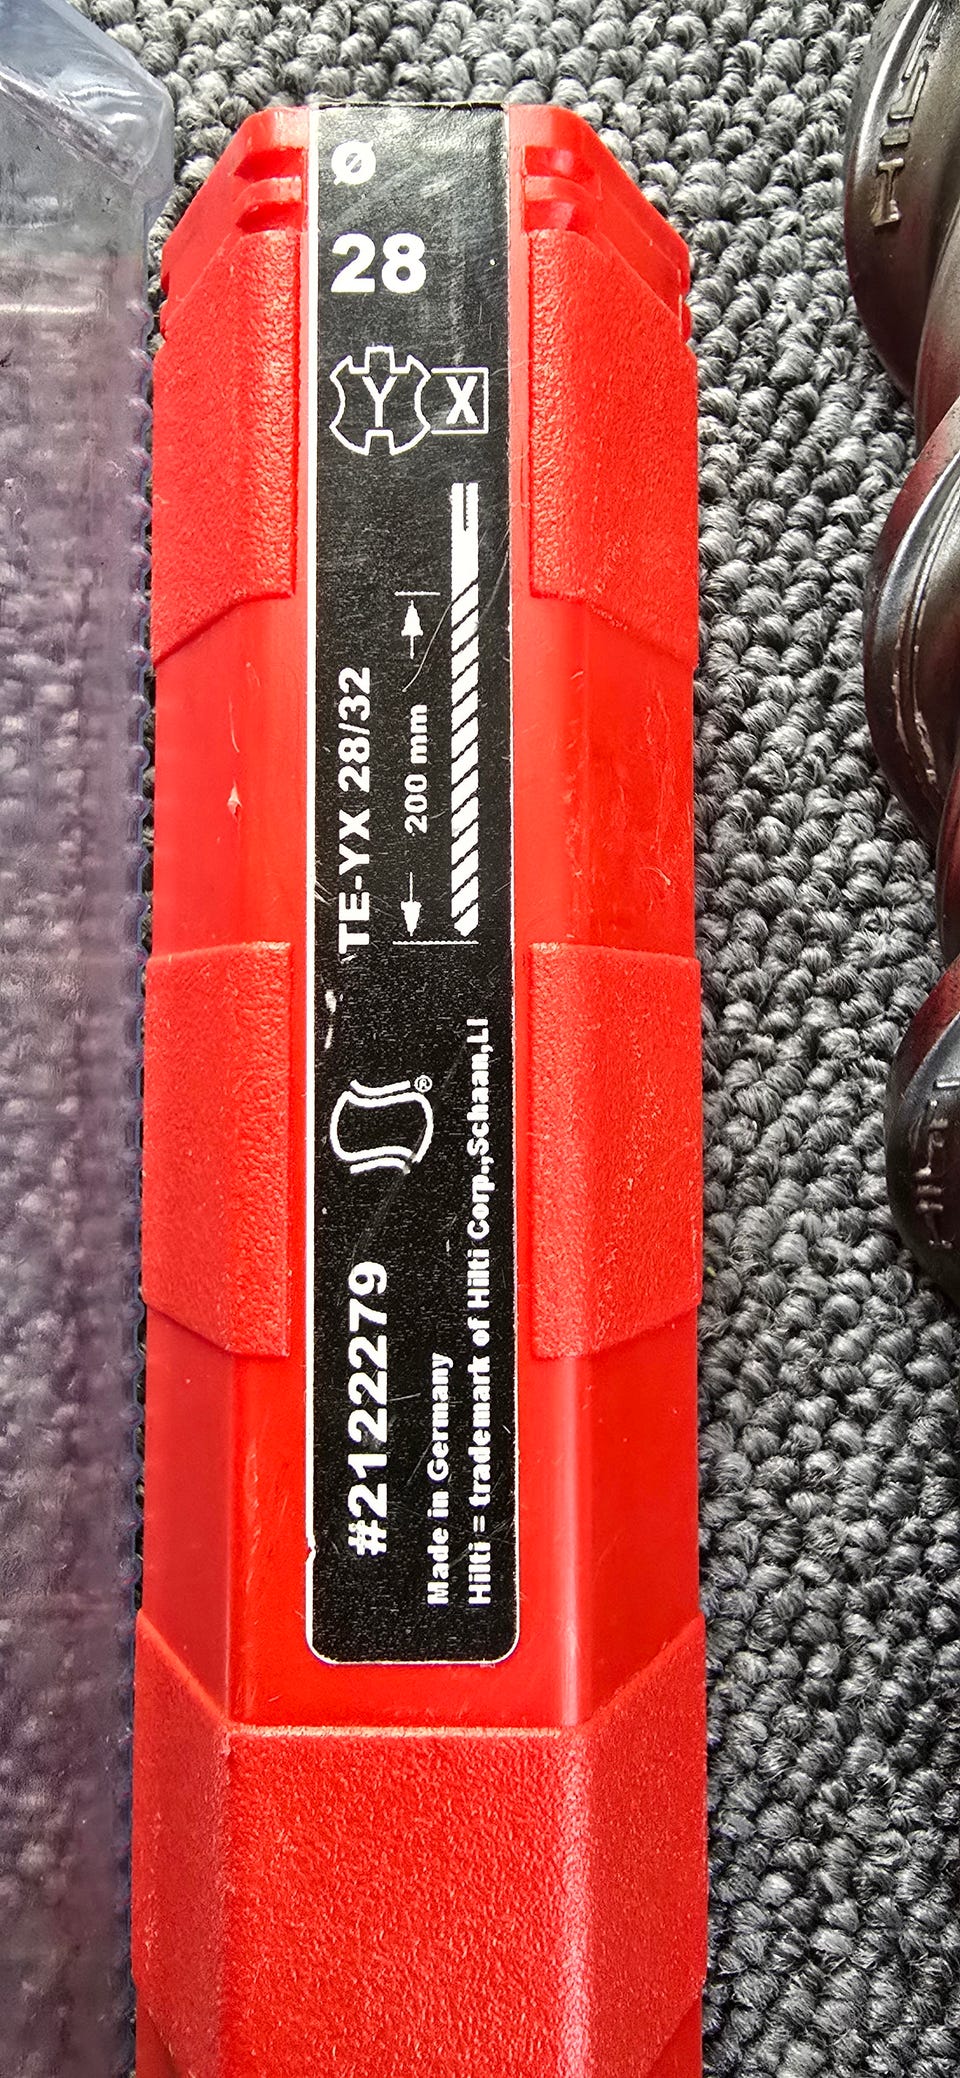 Ø
28
Y X
TE-YX 28/32
200 mm
®
#2122279
Made in Germany
Hilti = trademark of Hilti Corp.,Schaan,LI